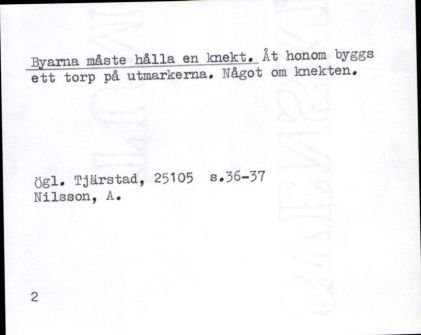 Byarna måste hålla en knekt. Åt honom byggs
ett torp på utmarkerna. Något om knekten.
ögl. Tjärstad, 25105 s.36-37
Nilsson, A.
2